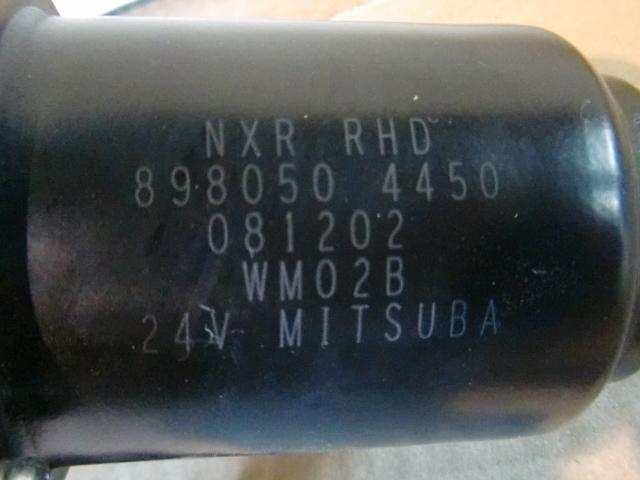 NXR RHD
898050 4450
081202
WM02B
24V MITSUBA